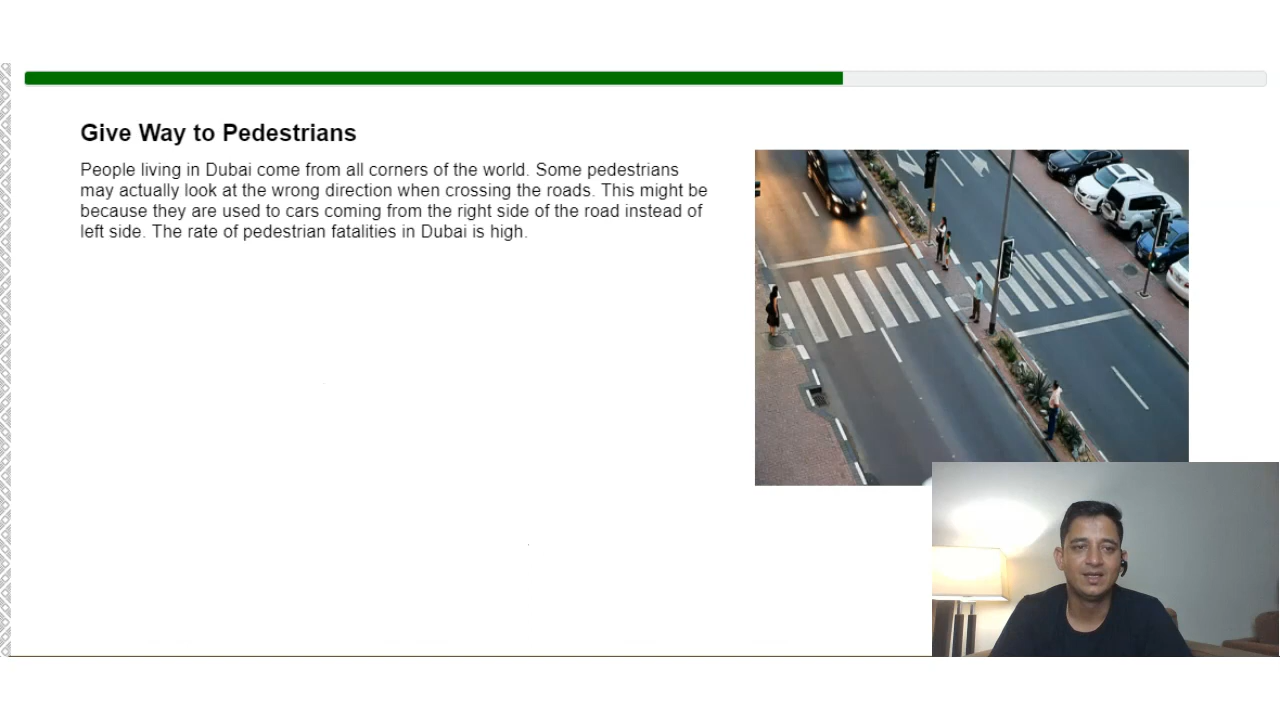 Give Way to Pedestrians
People living in Dubai come from all corners of the world. Some pedestrians
may actually look at the wrong direction when crossing the roads. This might be
because they are used to cars coming from the right side of the road instead of
left side. The rate of pedestrian fatalities in Dubai is high.